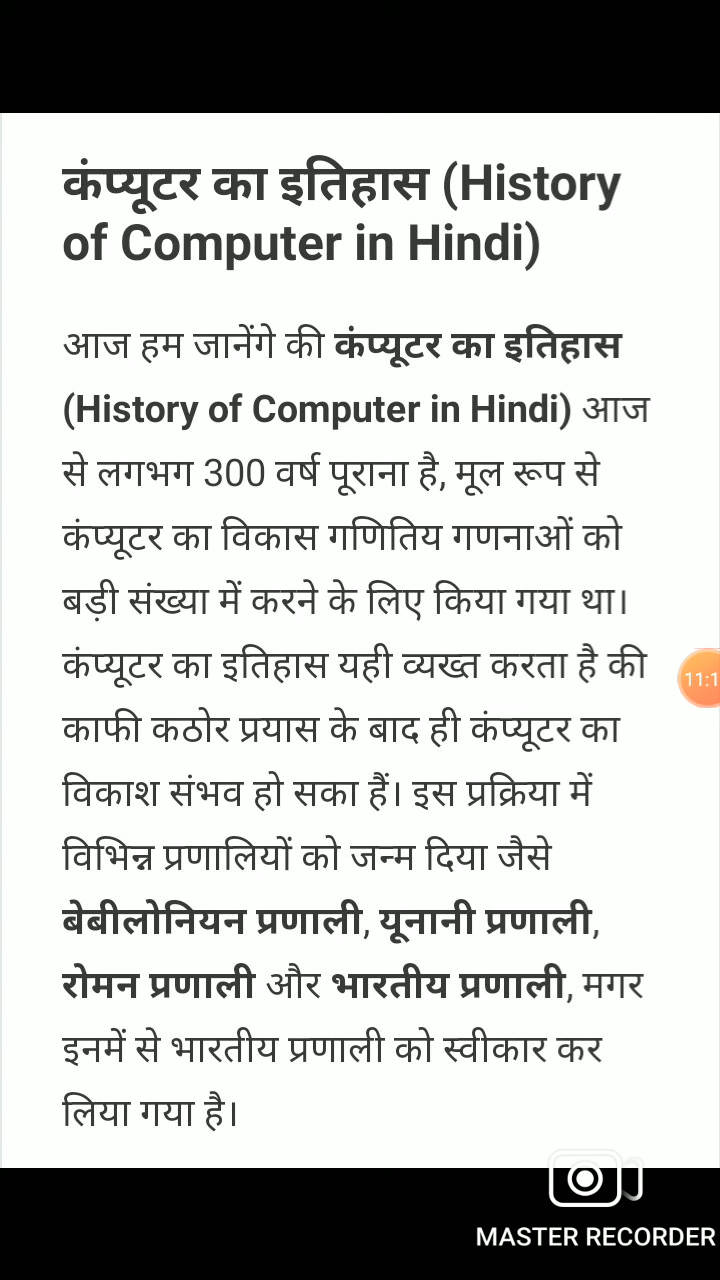 कंप्यूटर का इतिहास (History
of Computer in Hindi)
आज हम जानेंगे की कंप्यूटर का इतिहास
(History of Computer in Hindi) आज
से लगभग 300 वर्ष पूराना है, मूल रूप से
कंप्यूटर का विकास गणितिय गणनाओं को
बड़ी संख्या में करने के लिए किया गया था।
कंप्यूटर का इतिहास यही व्यख्त करता है की
काफी कठोर प्रयास के बाद ही कंप्यूटर का
विकाश संभव हो सका हैं। इस प्रक्रिया में
विभिन्न प्रणालियों को जन्म दिया जैसे
बेबीलोनियन प्रणाली, यूनानी प्रणाली,
रोमन प्रणाली और भारतीय प्रणाली, मगर
इनमें से भारतीय प्रणाली को स्वीकार कर
लिया गया है।
11:1
MASTER RECORDER